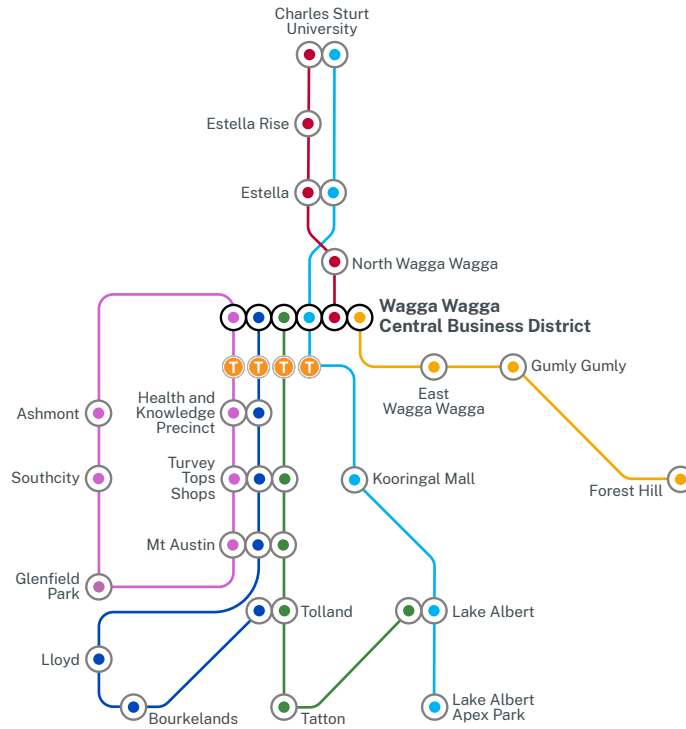 Charles Sturt
University
Estella Rise
Estella
North Wagga Wagga
Wagga Wagga
Central Business District
T T T T
Gumly Gumly
East
Wagga Wagga
Health and
Knowledge
Precinct
Ashmont
Turvey
Tops
Shops
Southcity
Kooringal Mall
Forest Hill
Mt Austin
Glenfield
Park
Tolland
Lake Albert
Lloyd
Bourkelands
Tatton
Lake Albert
Apex Park